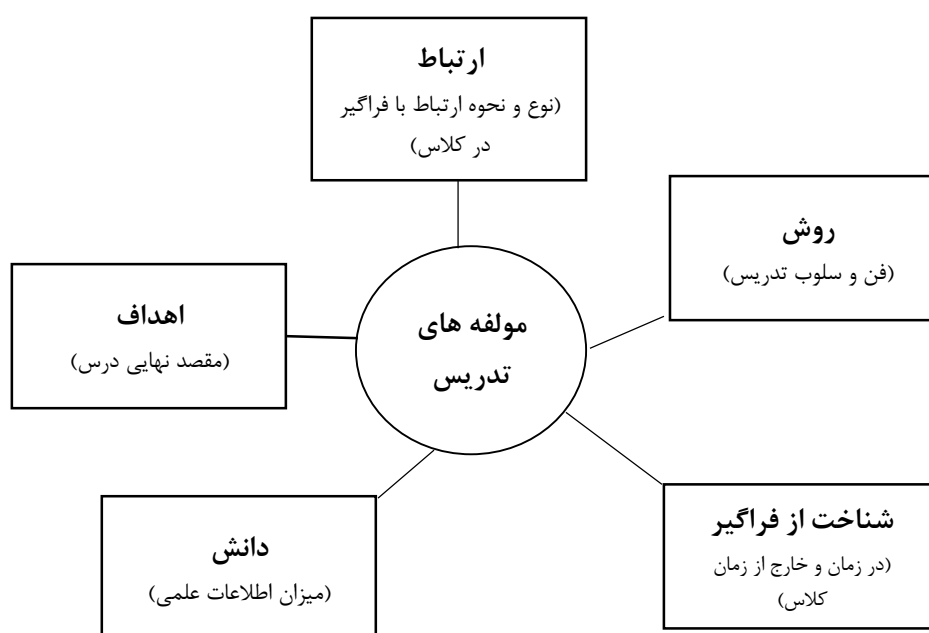 ارتباط
(نوع و نحوه ارتباط با فراگیر
در کلاس)
روش
(فن و سلوب تدریس)
اهداف
(مقصد نهایی درس)
مولفه های
تدریس
شناخت از فراگیر
(در زمان و خارج از زمان
کلاس)
دانش
(میزان اطلاعات علمی)